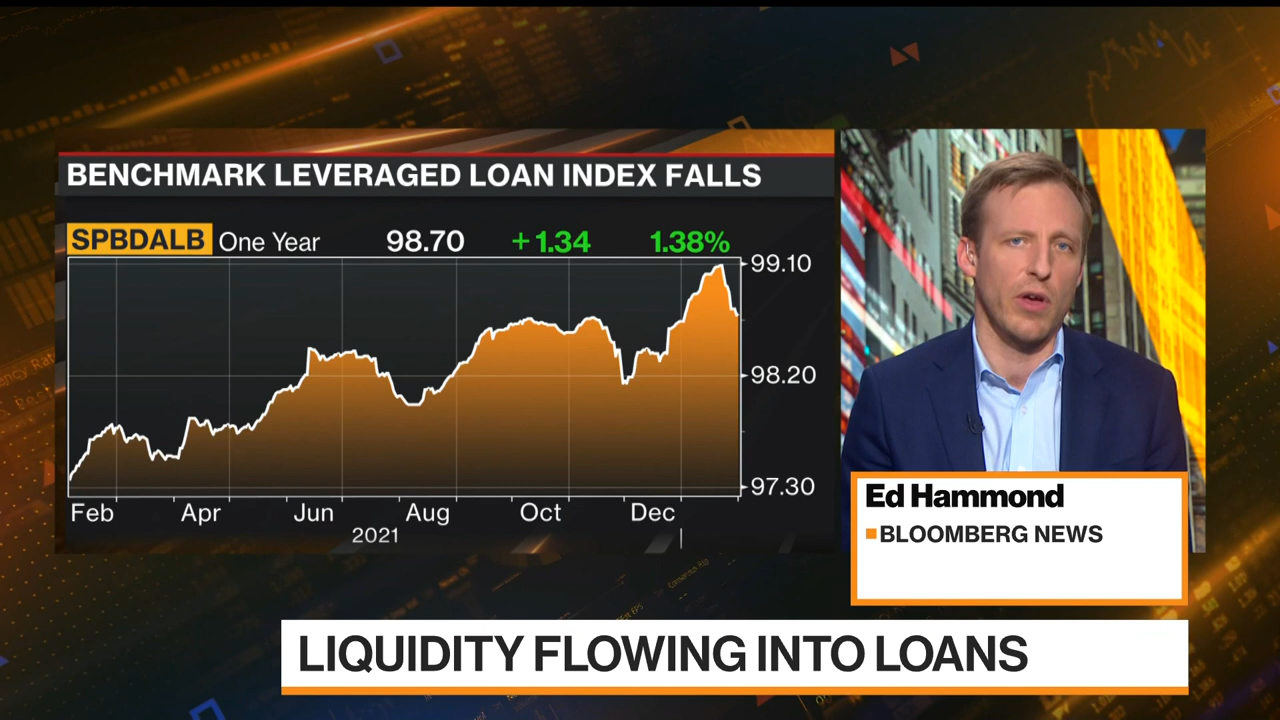 BENCHMARK LEVERAGED LOAN INDEX FALLS
SPBDALB One Year 98.70 +1.34 1.38%
99.10
98.20
97.30
Feb Apr Jun Aug Oct Dec
2021
Ed Hammond
BLOOMBERG NEWS
LIQUIDITY FLOWING INTO LOANS